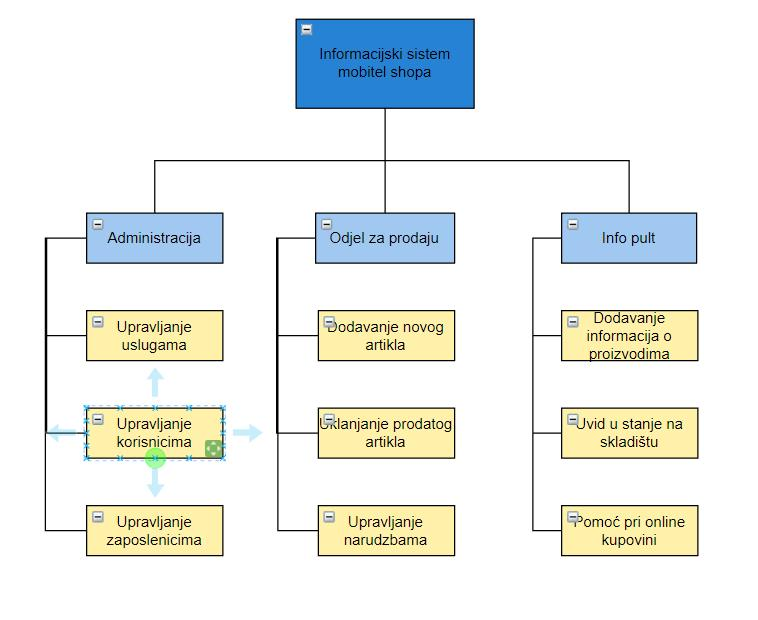 Informacijski sistem
mobitel shopa
Administracija
Odjel za prodaju
Info pult
Upravljanje
uslugama
Dodavanje novog
artikla
Dodavanje
informacija o
proizvodima
Upravljanje
korisnicima
Uklanjanje prodatog
artikla
Uvid u stanje na
skladištu
Upravljanje
zaposlenicima
Upravljanje
narudzbama
Pomoć pri online
kupovini